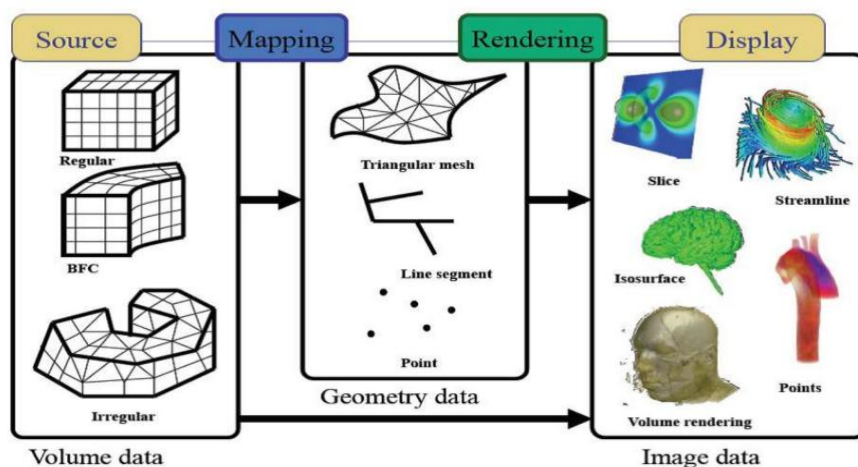 Source
Mapping
Rendering
Display
Regular
BFC
Irregular
Volume data
Triangular mesh
Line segment
Point
Geometry data
Slice
Streamline
Isosurface
Points
Volume rendering
Image data